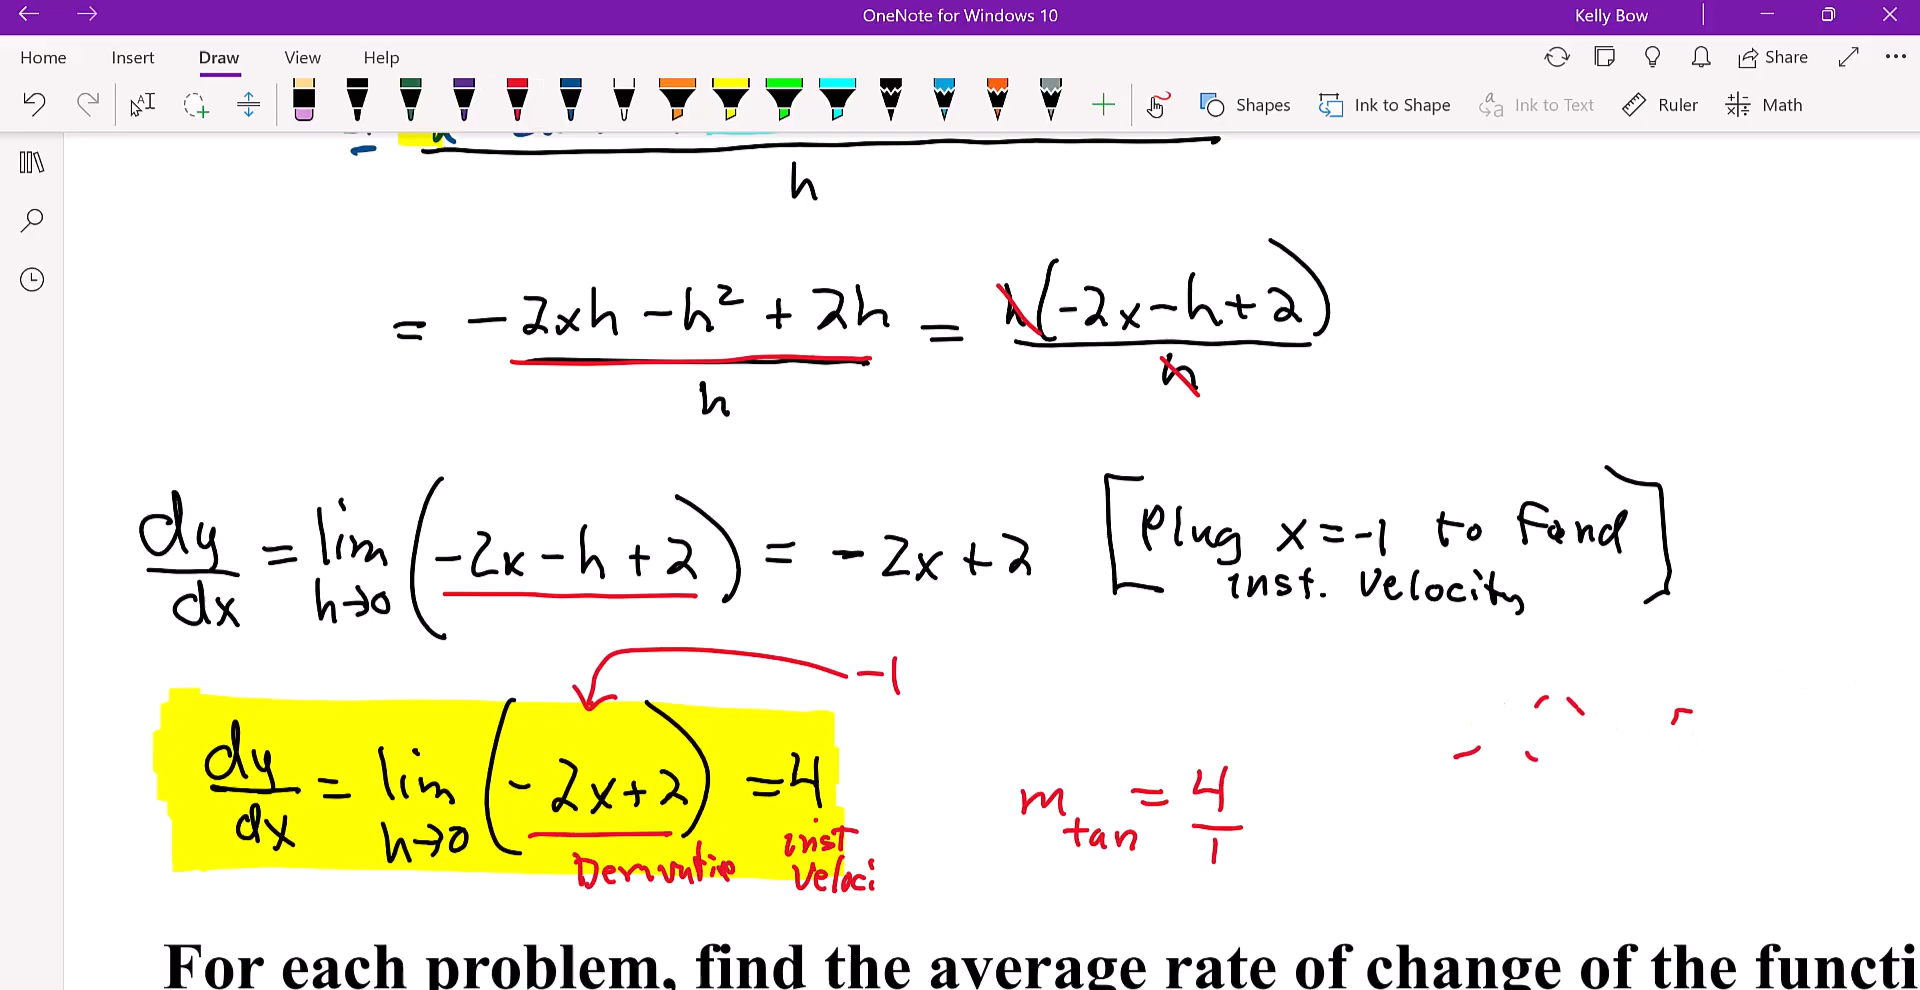 OneNote for Windows 10
Kelly Bow
Home Insert Draw View Help
Share
Shapes Ink to Shape Ink to Text Ruler Math
h
= -2xh - h² + 2h = h(-2x - h + 2)
h h
dy/dx = lim h→0 (-2x - h + 2) = -2x + 2 [Plug x = -1 to Find
inst. Velocity]
-1
dy/dx = lim h→0 (-2x + 2) = 4
m tan = 4/1
inst
Veloci
For each problem, find the average rate of change of the functi